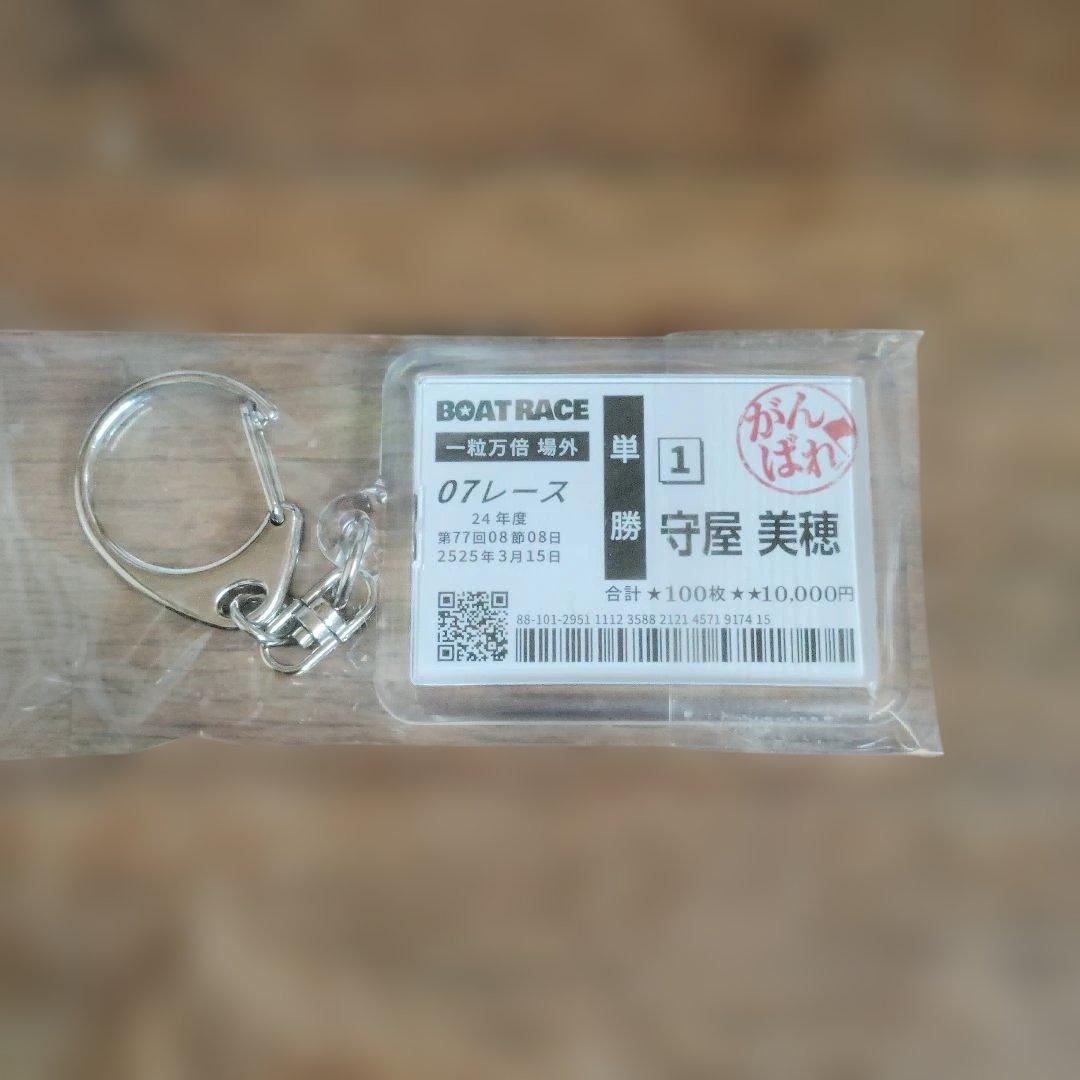 BOATRACE
一粒万倍 場外
07レース
24年度
第77回08節08日
2525年3月15日
単勝
1
守屋 美穂
がん
ばれ
合計 ★100枚 ★★10,000円
88-101-2951 1112 3588 2121 4571 9174 15